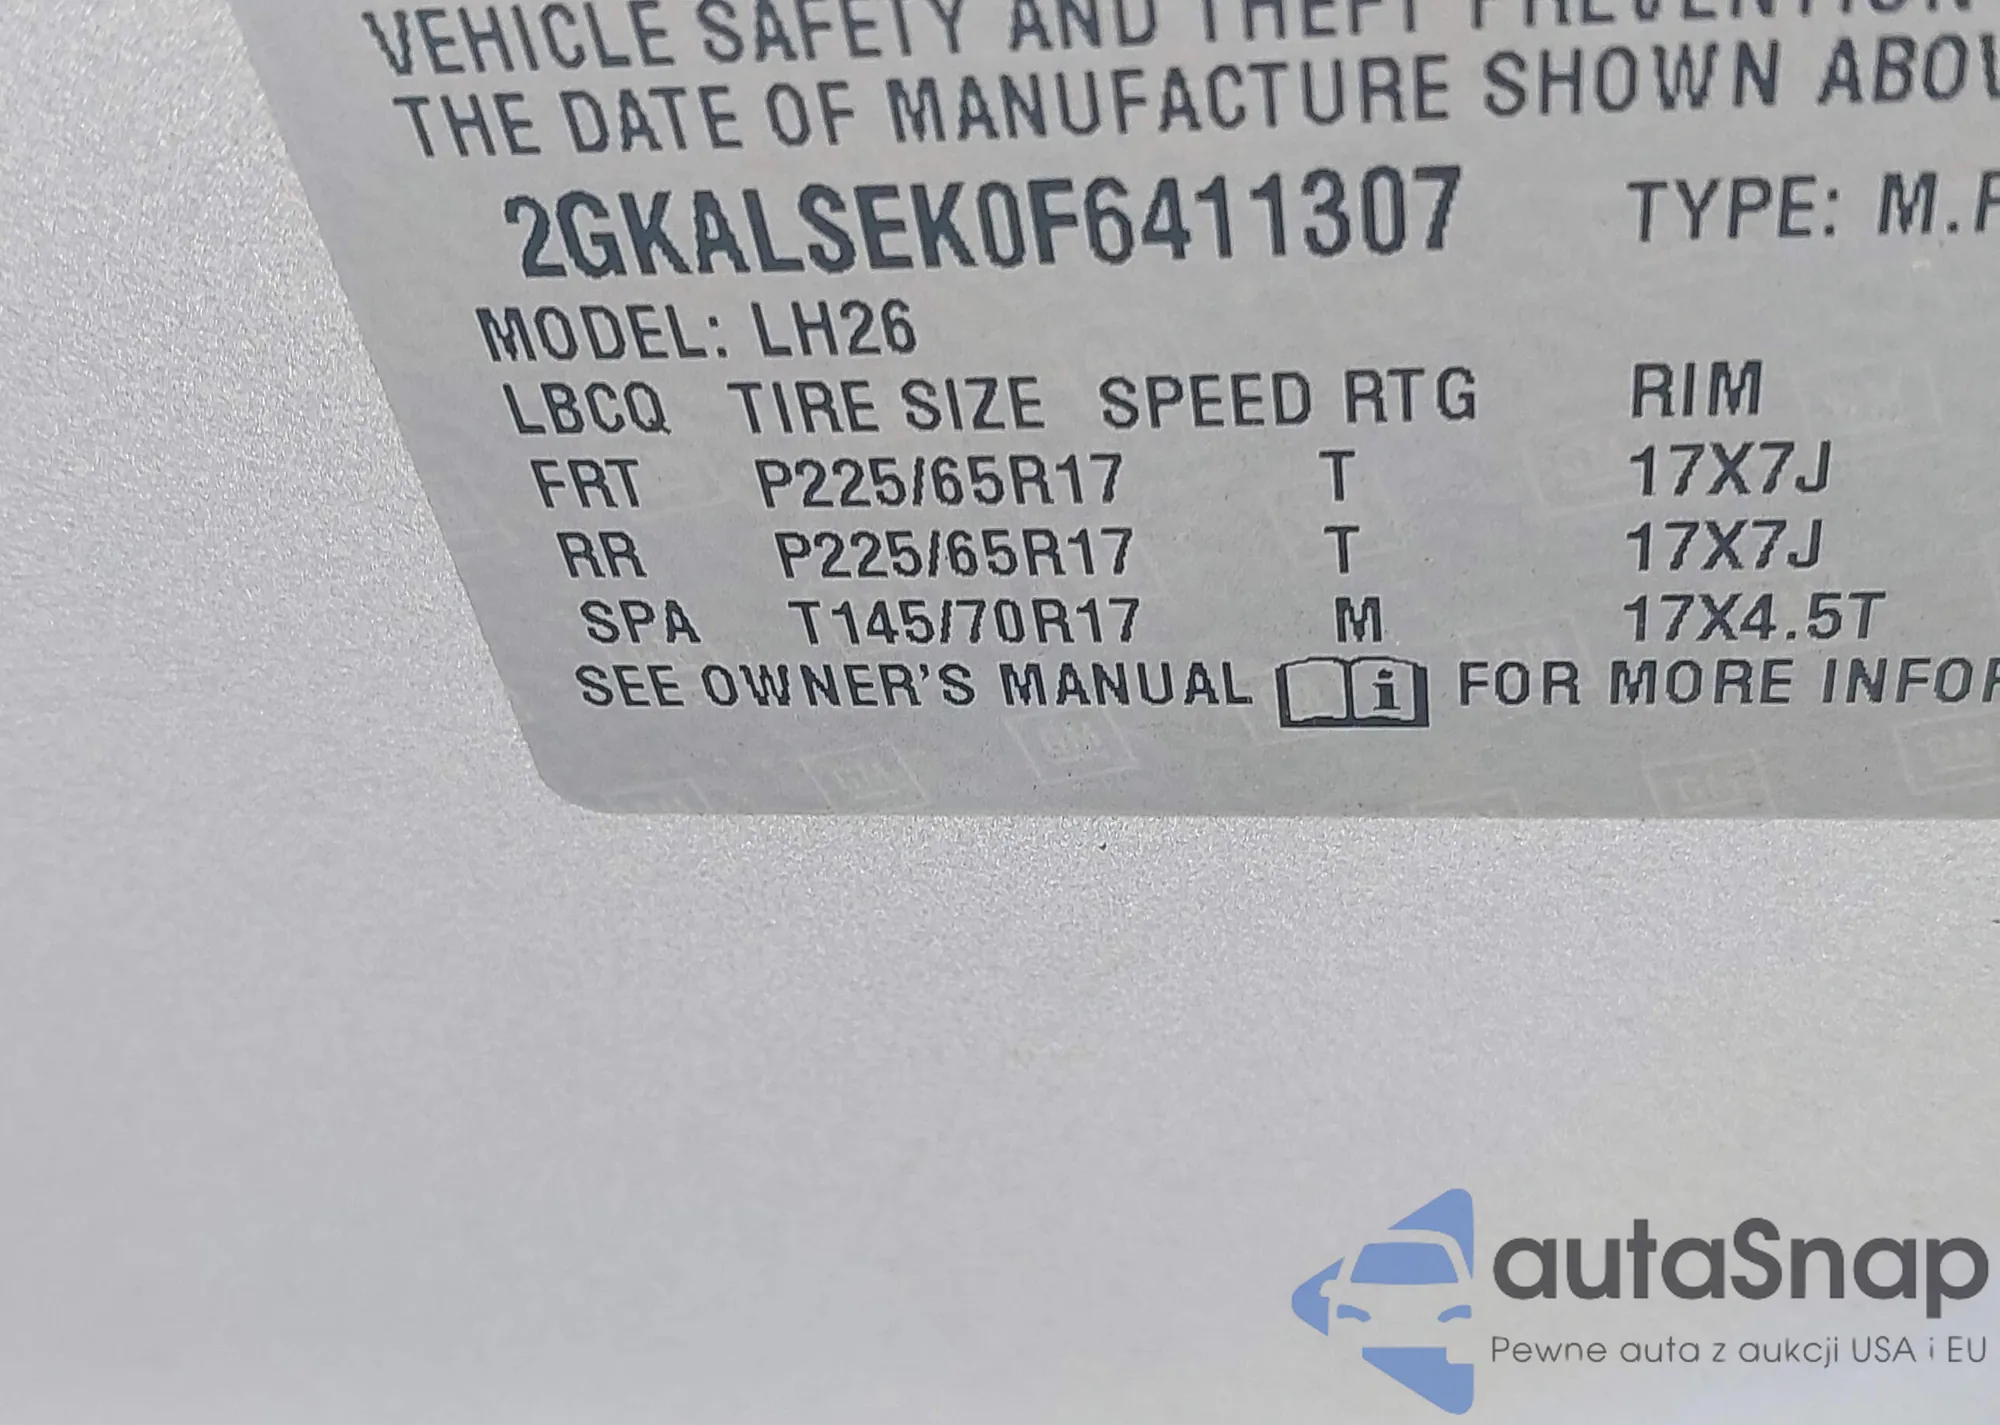 VEHICLE SAFETY AND THEFT PREVENTION
THE DATE OF MANUFACTURE SHOWN
2GKALSEK0F6411307 TYPE:
MODEL: LH26
LBCQ TIRE SIZE SPEED RTG RIM
FRT P225/65R17 T 17X7J
RR P225/65R17 T 17X7J
SPA T145/70R17 M 17X4.5T
SEE OWNER'S MANUAL i FOR MORE
autaSnap
Pewne auta z aukcji USA i EU